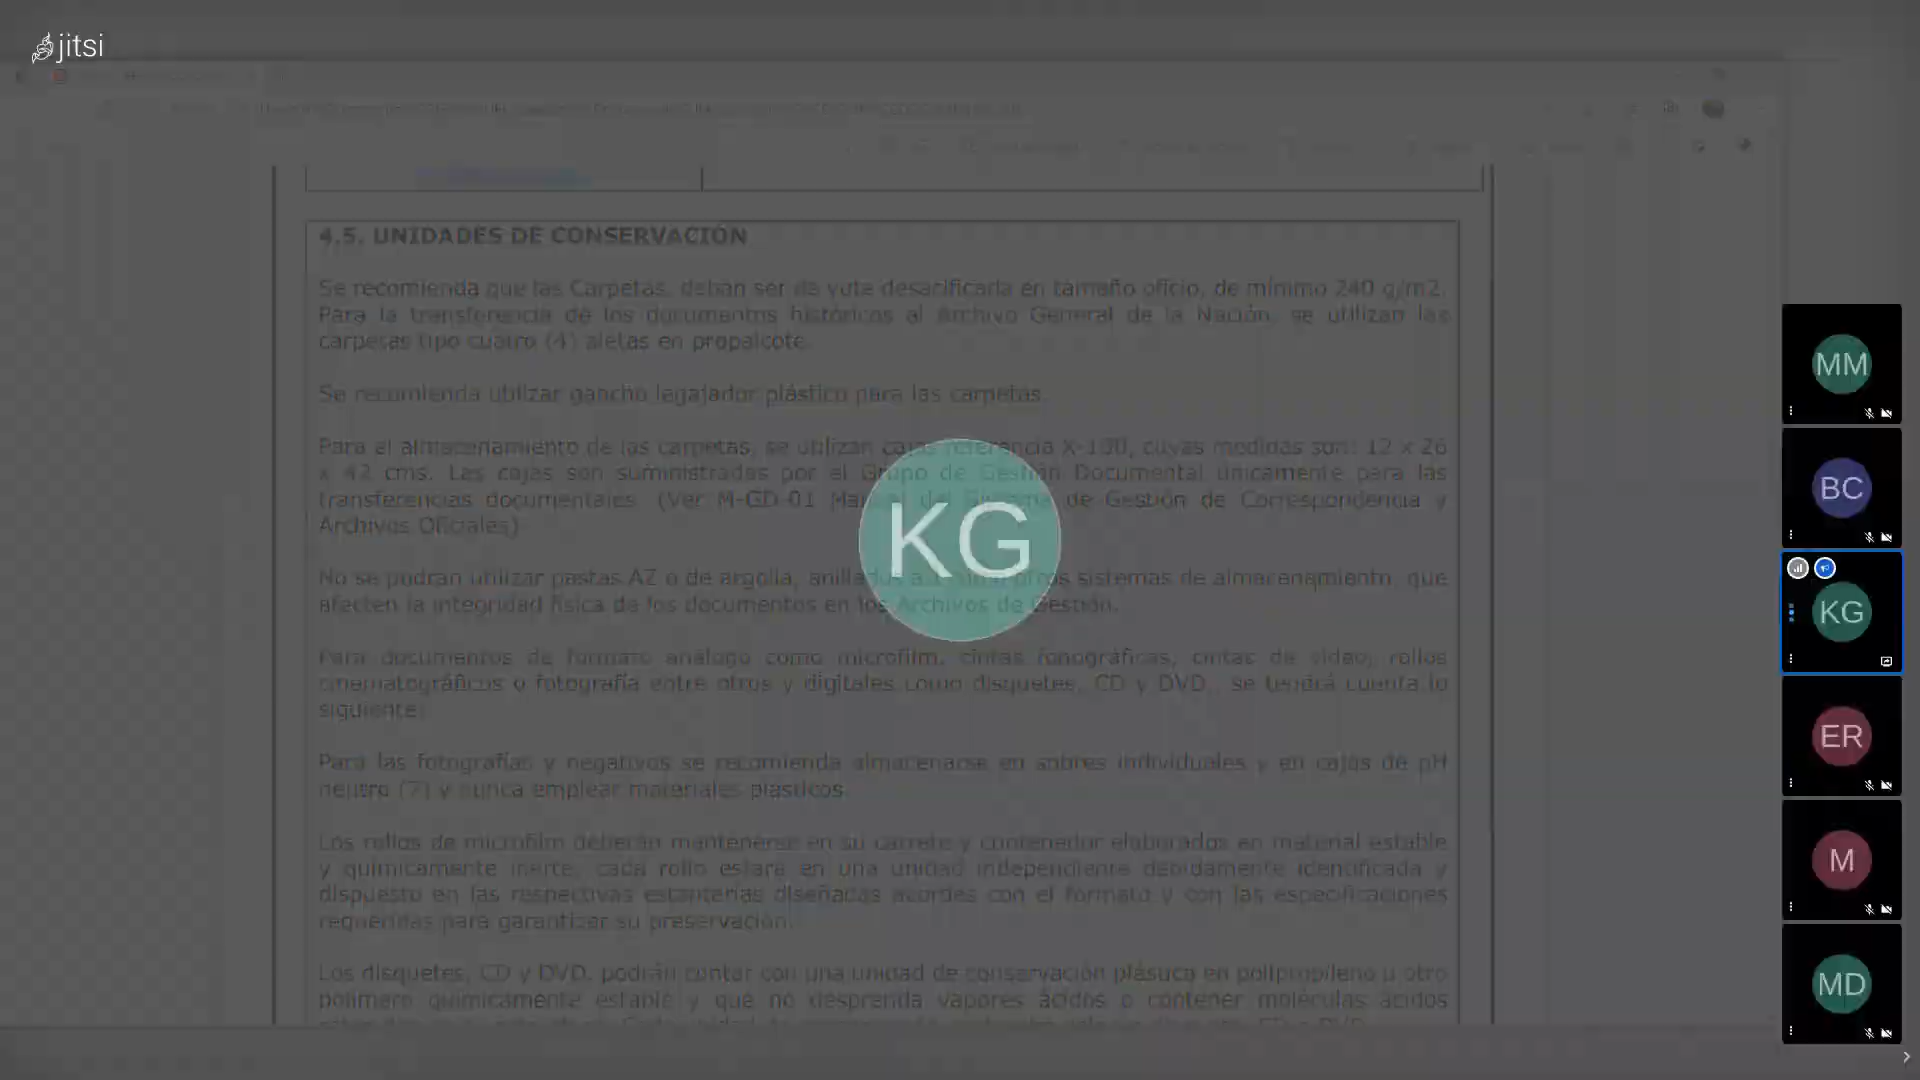 jitsi
4.5. UNIDADES DE CONSERVACIÓN
Se recomienda que las Carpetas, deban ser de yute desacificada en tamaño oficio, de mínimo 240 g/m2.
Para la transferencia de los documentos históricos al Archivo General de la Nación, se utilizan las
carpetas tipo cuatro (4) aletas en propalcote.
Se recomienda utilizar gancho legajador plástico para las carpetas.
Para el almacenamiento de las carpetas, se utilizan referencia X-100, cuyas medidas son: 12 x 26
x 42 cms. Las cajas son suministradas por el Grupo de Gestión Documental únicamente para las
transferencias documentales. (Ver M-GD-01 de Gestión de Correspondencia y
Archivos Oficiales)
No se podrán utilizar pastas AZ o de argolla, sistemas de almacenamiento, que
afecten la integridad física de los documentos en los Archivos de Gestión.
Para documentos de formato análogo como microfilm, cintas fonográficas, cintas de video, rollos
cinematográficos o fotografía entre otros y digitales como disquetes, CD y DVD, se tendrá cuenta lo
siguiente:
Para las fotografías y negativos se recomienda almacenarse en sobres individuales y en cajas de pH
neutro (7) y nunca emplear materiales plásticos.
Los rollos de microfilm deberán mantenerse en su carrete y contenedor elaborados en material estable
y químicamente inerte, cada rollo estará en una unidad independiente debidamente identificada y
dispuesto en las respectivas estanterías diseñadas acordes con el formato y con las especificaciones
requeridas para garantizar su preservación.
Los disquetes, CD y DVD, podrán contar con una unidad de conservación plástica en polipropileno u otro
polímero químicamente estable y que no desprenda vapores ácidos o contener moléculas ácidos
KG
MM
BC
KG
ER
M
MD